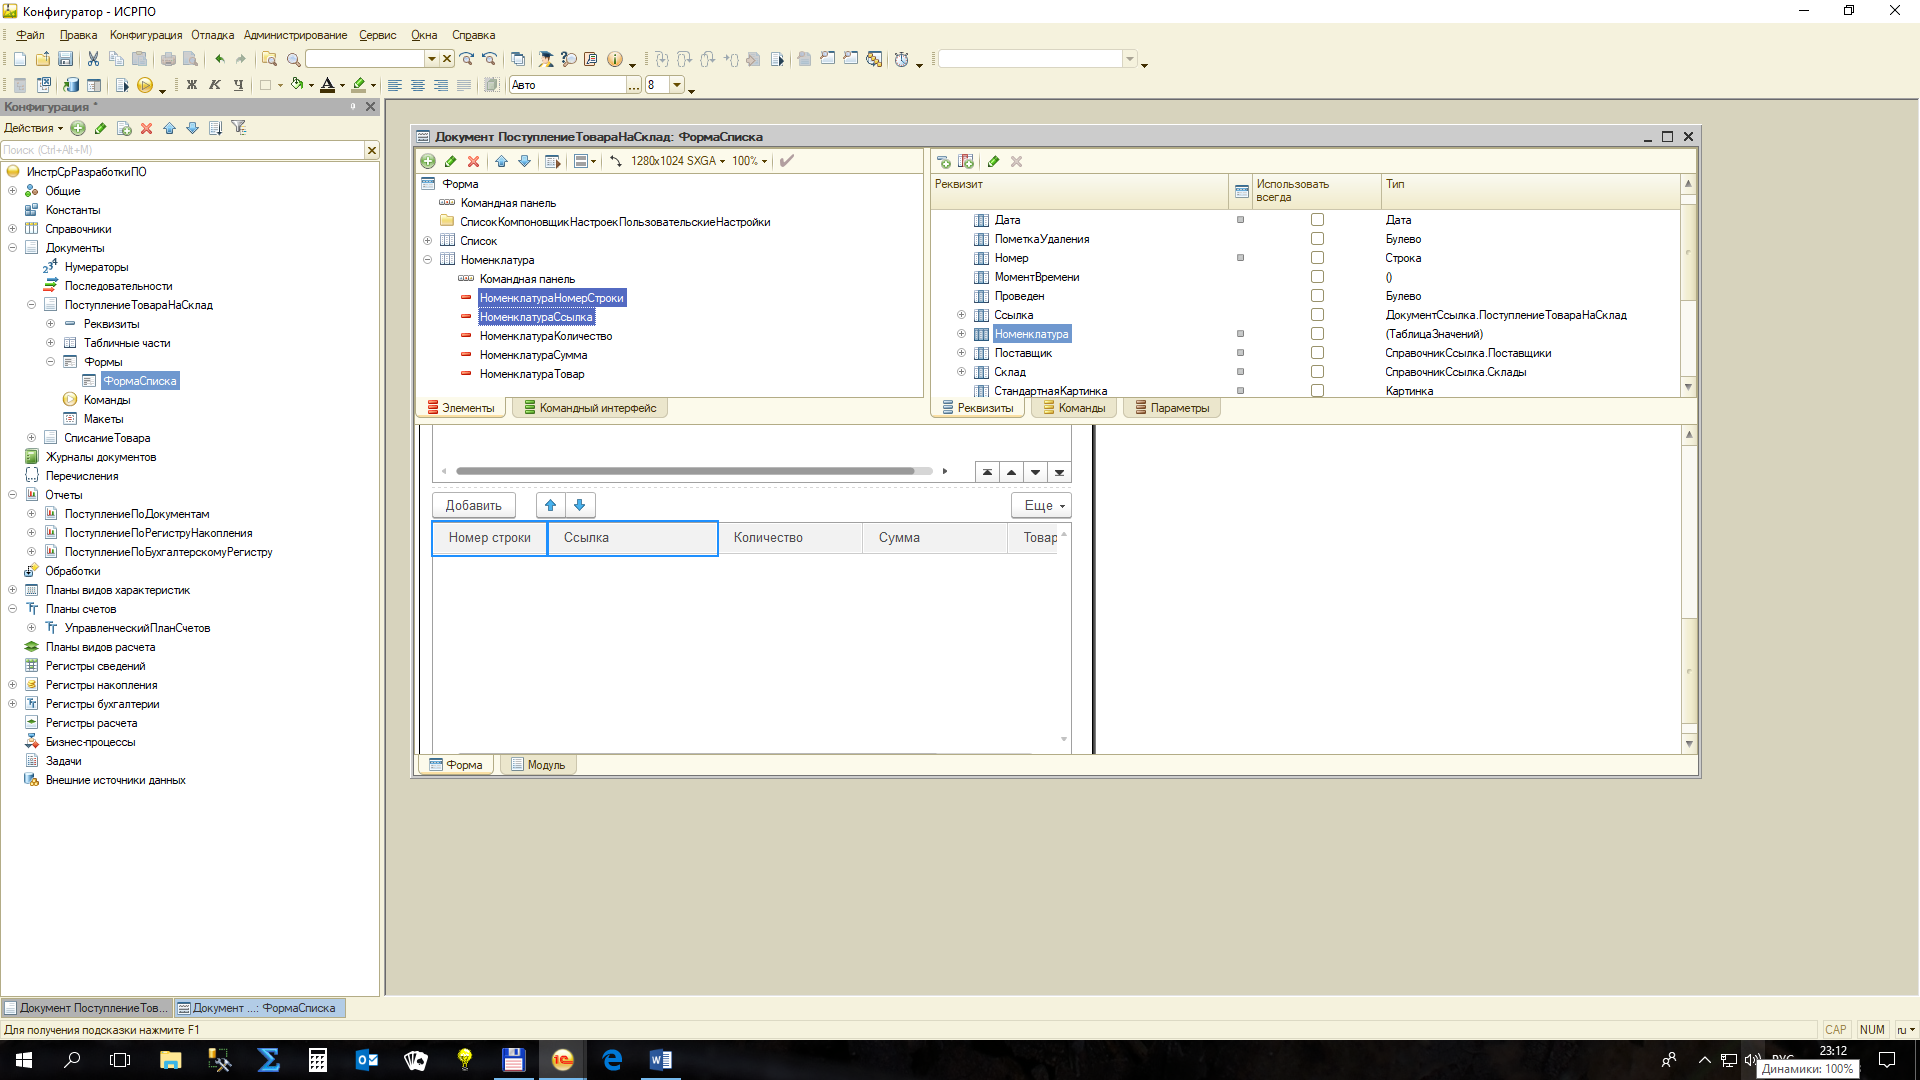 Конфигуратор - ИСРПО
Файл Правка Конфигурация Отладка Администрирование Сервис Окна Справка
Ж К Ч А Авто ... 8
Конфигурация *
Действия
Поиск (Ctrl+Alt+M)
ИнстрСрРазработкиПО
Общие
Константы
Справочники
Документы
Нумераторы
Последовательности
ПоступлениеТовараНаСклад
Реквизиты
Табличные части
Формы
ФормаСписка
Команды
Макеты
СписаниеТовара
Журналы документов
Перечисления
Отчеты
ПоступлениеПоДокументам
ПоступлениеПоРегиструНакопления
ПоступлениеПоБухгалтерскомуРегистру
Обработки
Планы видов характеристик
Планы счетов
УправленческийПланСчетов
Планы видов расчета
Регистры сведений
Регистры накопления
Регистры бухгалтерии
Регистры расчета
Бизнес-процессы
Задачи
Внешние источники данных
Документ ПоступлениеТовараНаСклад: ФормаСписка
1280x1024 SXGA 100%
Форма
Командная панель
СписокКомпоновщикНастроекПользовательскиеНастройки
Список
Номенклатура
Командная панель
НоменклатураНомерСтроки
НоменклатураСсылка
НоменклатураКоличество
НоменклатураСумма
НоменклатураТовар
Элементы Командный интерфейс
Реквизит Использовать всегда Тип
Дата Дата
ПометкаУдаления Булево
Номер Строка
МоментВремени ()
Проведен Булево
Ссылка ДокументСсылка.ПоступлениеТовараНаСклад
Номенклатура (ТаблицаЗначений)
Поставщик СправочникСсылка.Поставщики
Склад СправочникСсылка.Склады
СтандартнаяКартинка Картинка
Реквизиты Команды Параметры
Добавить Еще
Номер строки Ссылка Количество Сумма Товар
Форма Модуль
Документ ПоступлениеТов... Документ ...: ФормаСписка
Для получения подсказки нажмите F1 CAP NUM ru
23:12
Динамики: 100%